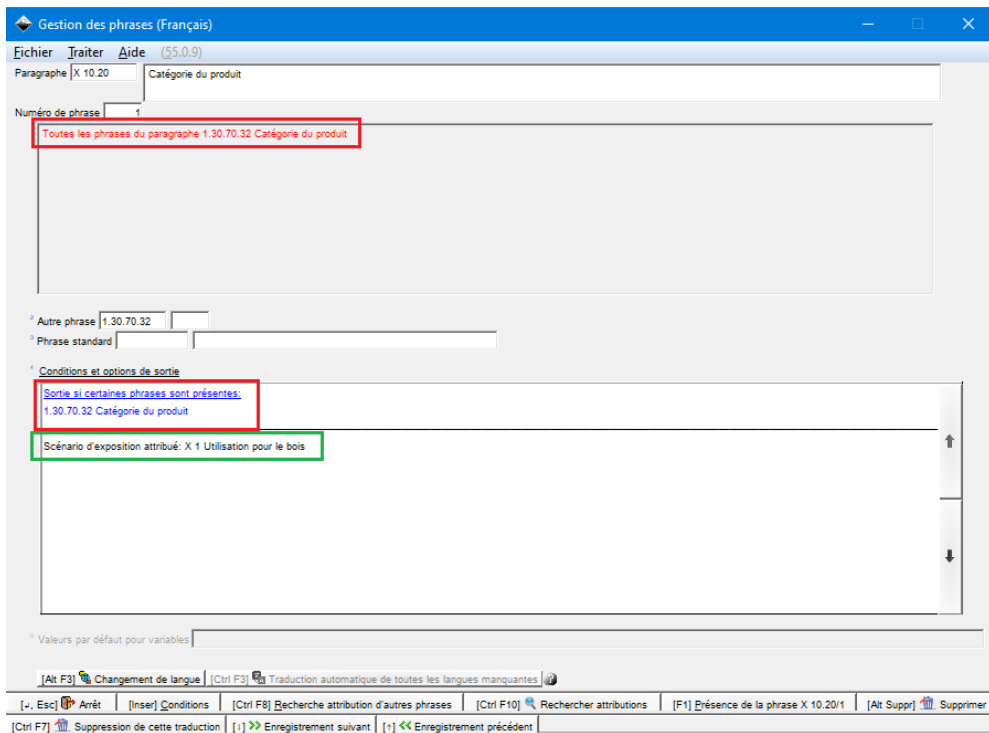 Gestion des phrases (Français)
Fichier Traiter Aide (55.0.9)
Paragraphe X 10.20 Catégorie du produit
Numéro de phrase 1
Toutes les phrases du paragraphe 1.30.70.32 Catégorie du produit
² Autre phrase 1.30.70.32
³ Phrase standard
⁴ Conditions et options de sortie
Sortie si certaines phrases sont présentes:
1.30.70.32 Catégorie du produit
Scénario d'exposition attribué: X 1 Utilisation pour le bois
Valeurs par défaut pour variables
[Alt F3] Changement de langue [Ctrl F3] Traduction automatique de toutes les langues manquantes
[↲, Esc] Arrêt [Inser] Conditions [Ctrl F8] Recherche attribution d'autres phrases [Ctrl F10] Rechercher attributions [F1] Présence de la phrase X 10.20/1 [Alt Suppr] Supprimer
[Ctrl F7] Suppression de cette traduction [↓] Enregistrement suivant [↑] Enregistrement précédent